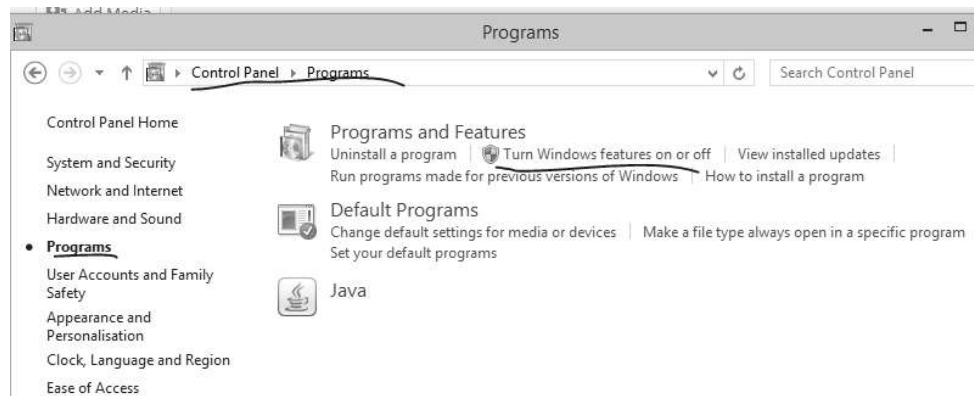 Add Media
Programs
Control Panel Programs
Search Control Panel
Control Panel Home
System and Security
Network and Internet
Hardware and Sound
Programs
User Accounts and Family
Safety
Appearance and
Personalisation
Clock, Language and Region
Ease of Access
Programs and Features
Uninstall a program Turn Windows features on or off View installed updates
Run programs made for previous versions of Windows How to install a program
Default Programs
Change default settings for media or devices Make a file type always open in a specific program
Set your default programs
Java